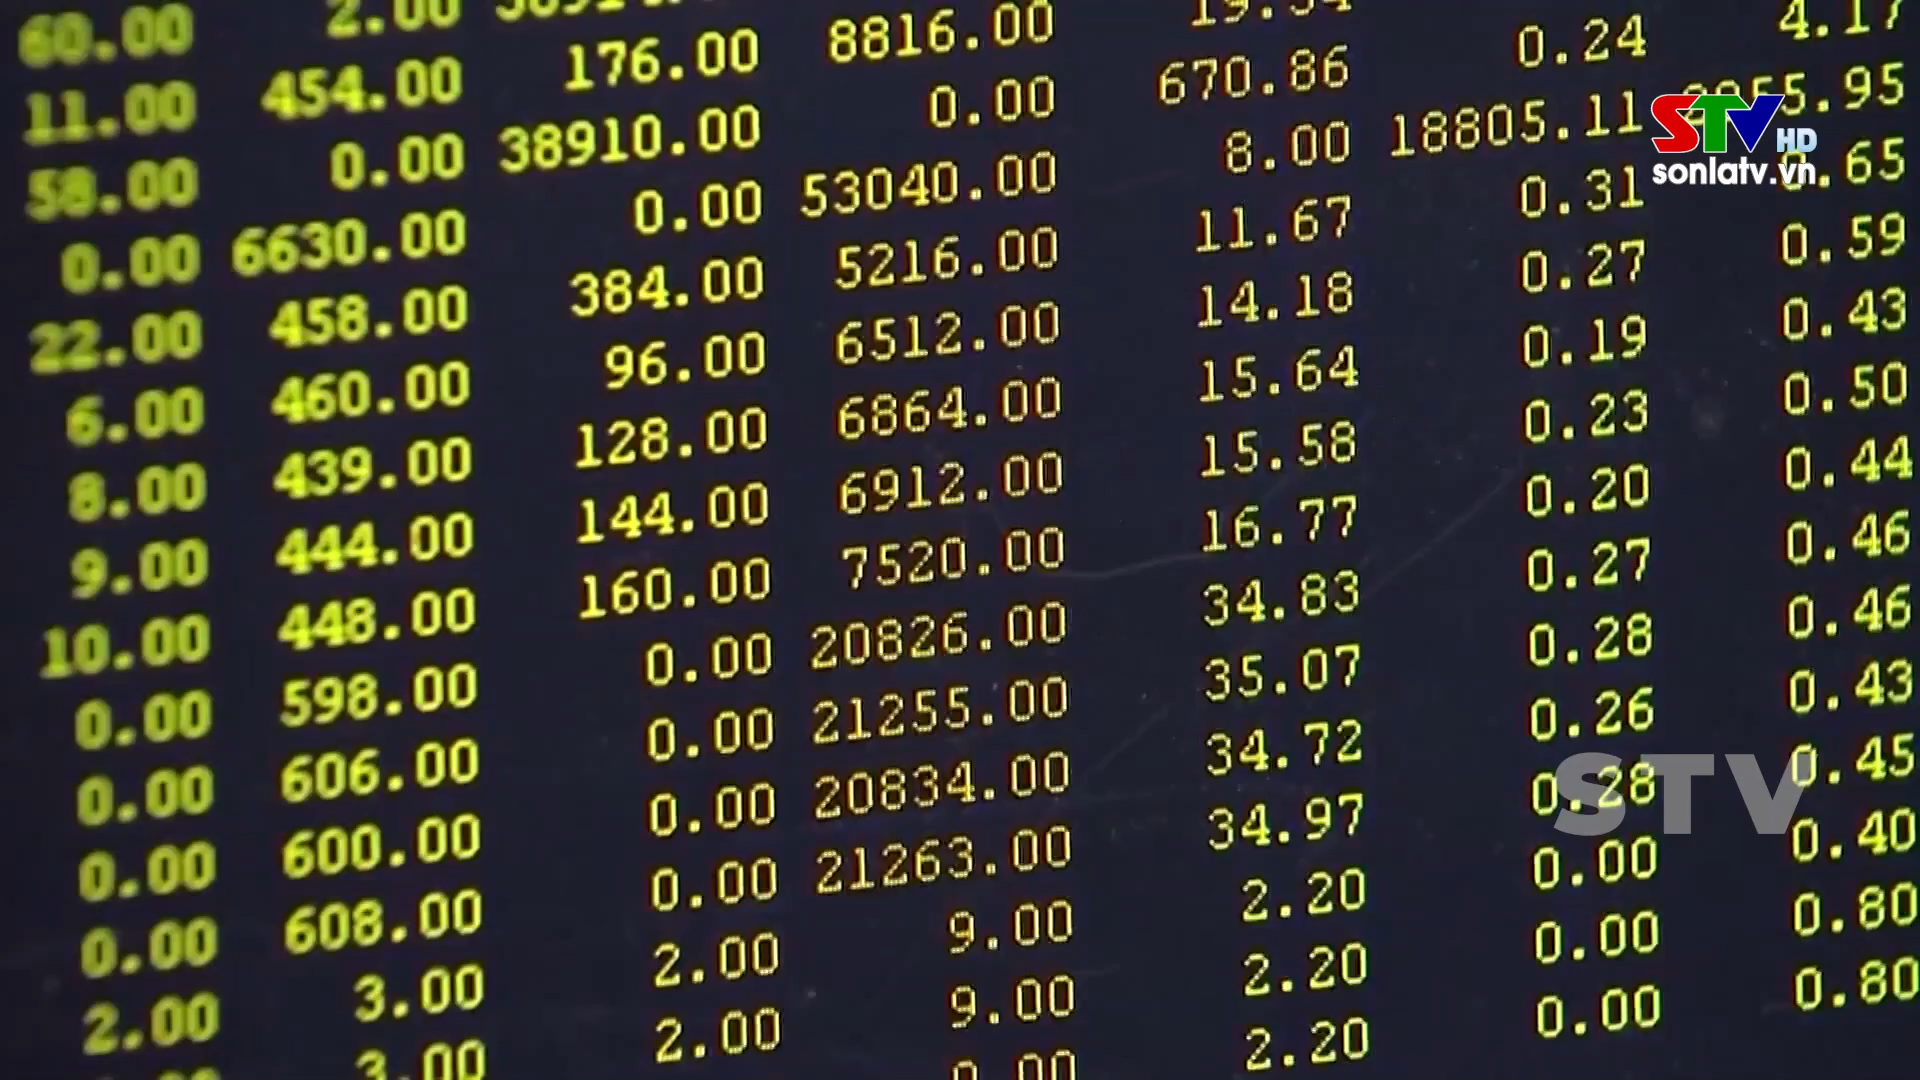 60.00 2.00
11.00 454.00 176.00 8816.00
58.00 0.00 38910.00 0.00 670.86 0.24 4.17
0.00 6630.00 0.00 53040.00 8.00 18805.11
STV HD
sonlatv.vn
22.00 458.00 384.00 5216.00 11.67 0.31 0.65
6.00 460.00 96.00 6512.00 14.18 0.27 0.59
8.00 439.00 128.00 6864.00 15.64 0.19 0.43
9.00 444.00 144.00 6912.00 15.58 0.23 0.50
10.00 448.00 160.00 7520.00 16.77 0.20 0.44
0.00 598.00 0.00 20826.00 34.83 0.27 0.46
0.00 606.00 0.00 21255.00 35.07 0.28 0.46
0.00 600.00 0.00 20834.00 34.72 0.26 0.43
0.00 608.00 0.00 21263.00 34.97 0.28 0.45
STV
2.00 3.00 2.00 9.00 2.20 0.00 0.40
3.00 2.00 9.00 2.20 0.00 0.80
2.20 0.00 0.80